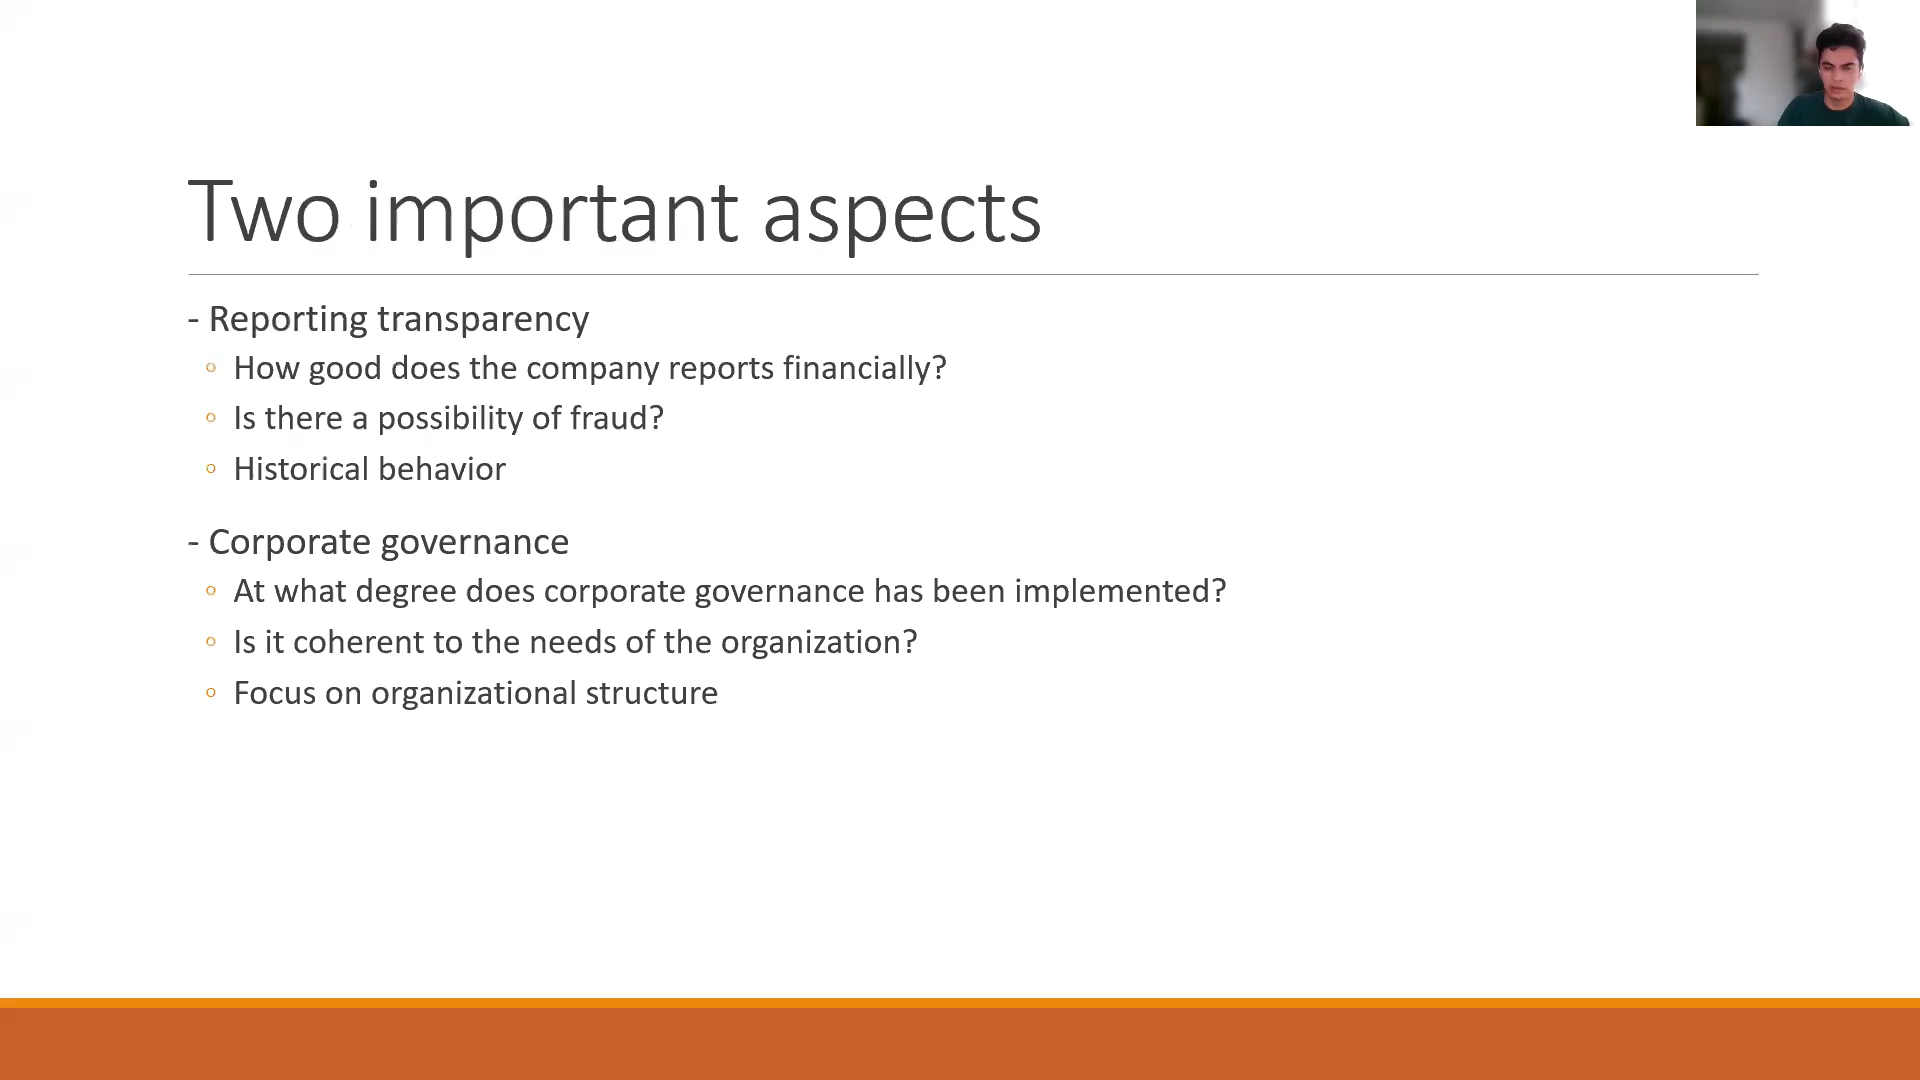 Two important aspects
- Reporting transparency
◦ How good does the company reports financially?
◦ Is there a possibility of fraud?
◦ Historical behavior
- Corporate governance
◦ At what degree does corporate governance has been implemented?
◦ Is it coherent to the needs of the organization?
◦ Focus on organizational structure